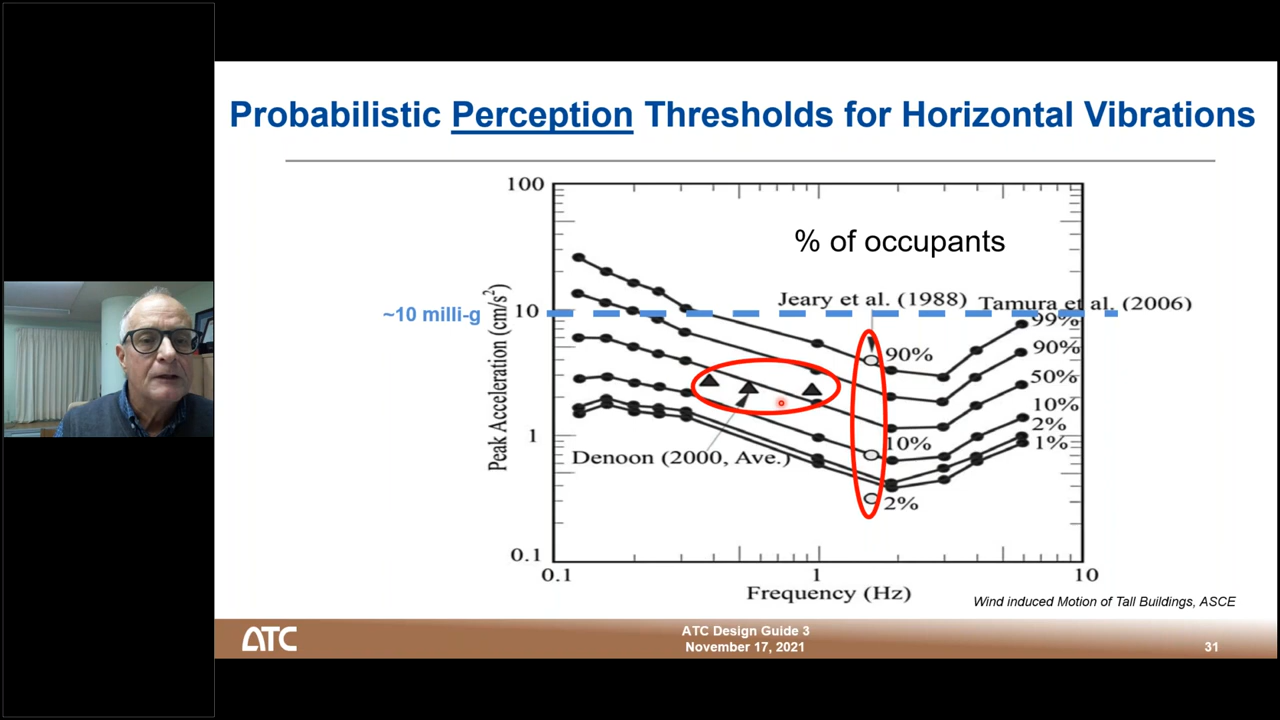 Probabilistic Perception Thresholds for Horizontal Vibrations
100
% of occupants
Jeary et al. (1988)
Tamura et al. (2006)
~10 milli-g
10
99%
90%
90%
50%
10%
2%
1%
10%
2%
1
Denoon (2000, Ave.)
Peak Acceleration (cm/s²)
0.1
0.1
1
10
Frequency (Hz)
Wind induced Motion of Tall Buildings, ASCE
ATC
ATC Design Guide 3
November 17, 2021
31